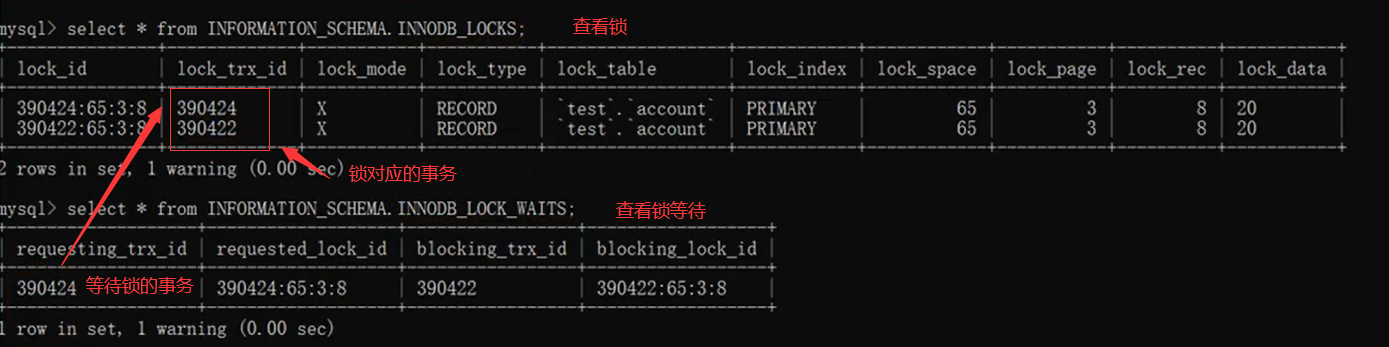 mysql> select * from INFORMATION_SCHEMA.INNODB_LOCKS; 查看锁
| lock_id | lock_trx_id | lock_mode | lock_type | lock_table | lock_index | lock_space | lock_page | lock_rec | lock_data |
| 390424:65:3:8 | 390424 | X | RECORD | `test`.`account` | PRIMARY | 65 | 3 | 8 | 20 |
| 390422:65:3:8 | 390422 | X | RECORD | `test`.`account` | PRIMARY | 65 | 3 | 8 | 20 |
2 rows in set, 1 warning (0.00 sec) 锁对应的事务
mysql> select * from INFORMATION_SCHEMA.INNODB_LOCK_WAITS; 查看锁等待
| requesting_trx_id | requested_lock_id | blocking_trx_id | blocking_lock_id |
| 390424 等待锁的事务 | 390424:65:3:8 | 390422 | 390422:65:3:8 |
1 row in set, 1 warning (0.00 sec)